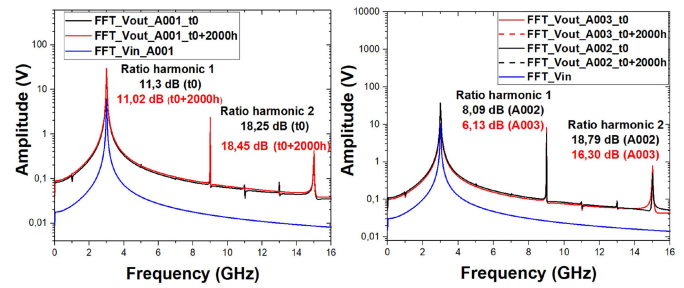 FFT_Vout_A001_t0
FFT_Vout_A001_t0+2000h
FFT_Vin_A001
Ratio harmonic 1
11,3 dB (t0)
11,02 dB (t0+2000h)
Ratio harmonic 2
18,25 dB (t0)
18,45 dB (t0+2000h)
Amplitude (V)
100
10
1
0,1
0,01
0 2 4 6 8 10 12 14 16
Frequency (GHz)
FFT_Vout_A003_t0
FFT_Vout_A003_t0+2000h
FFT_Vout_A002_t0
FFT_Vout_A002_t0+2000h
FFT_Vin
Ratio harmonic 1
8,09 dB (A002)
6,13 dB (A003)
Ratio harmonic 2
18,79 dB (A002)
16,30 dB (A003)
Amplitude (V)
10000
1000
100
10
1
0,1
0,01
0 2 4 6 8 10 12 14 16
Frequency (GHz)